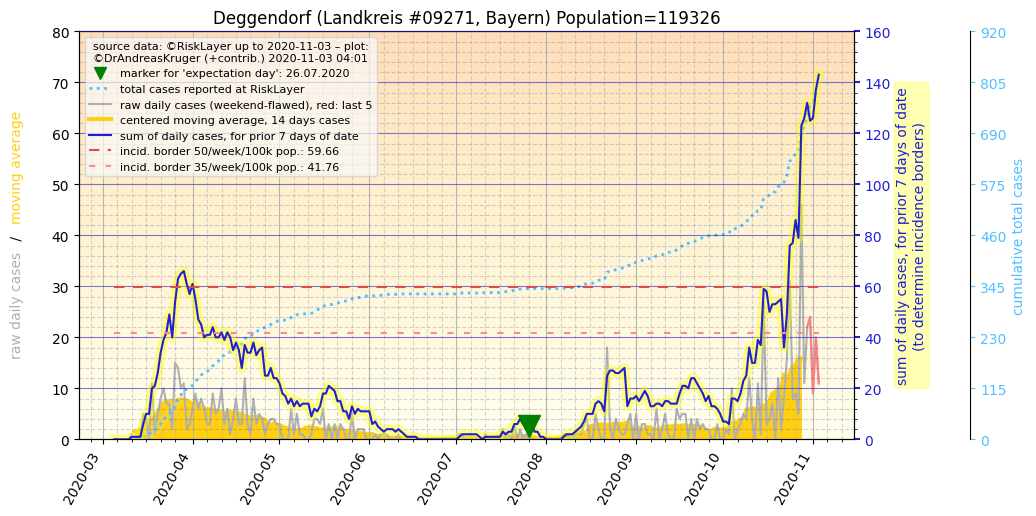 Deggendorf (Landkreis #09271, Bayern) Population=119326
source data: ©RiskLayer up to 2020-11-03 – plot:
©DrAndreasKruger (+contrib.) 2020-11-03 04:01
marker for 'expectation day': 26.07.2020
total cases reported at RiskLayer
raw daily cases (weekend-flawed), red: last 5
centered moving average, 14 days cases
sum of daily cases, for prior 7 days of date
incid. border 50/week/100k pop.: 59.66
incid. border 35/week/100k pop.: 41.76
raw daily cases / moving average
80
70
60
50
40
30
20
10
0
2020-03
2020-04
2020-05
2020-06
2020-07
2020-08
2020-09
2020-10
2020-11
160
140
120
100
80
60
40
20
0
sum of daily cases, for prior 7 days of date
(to determine incidence borders)
920
805
690
575
460
345
230
115
0
cumulative total cases